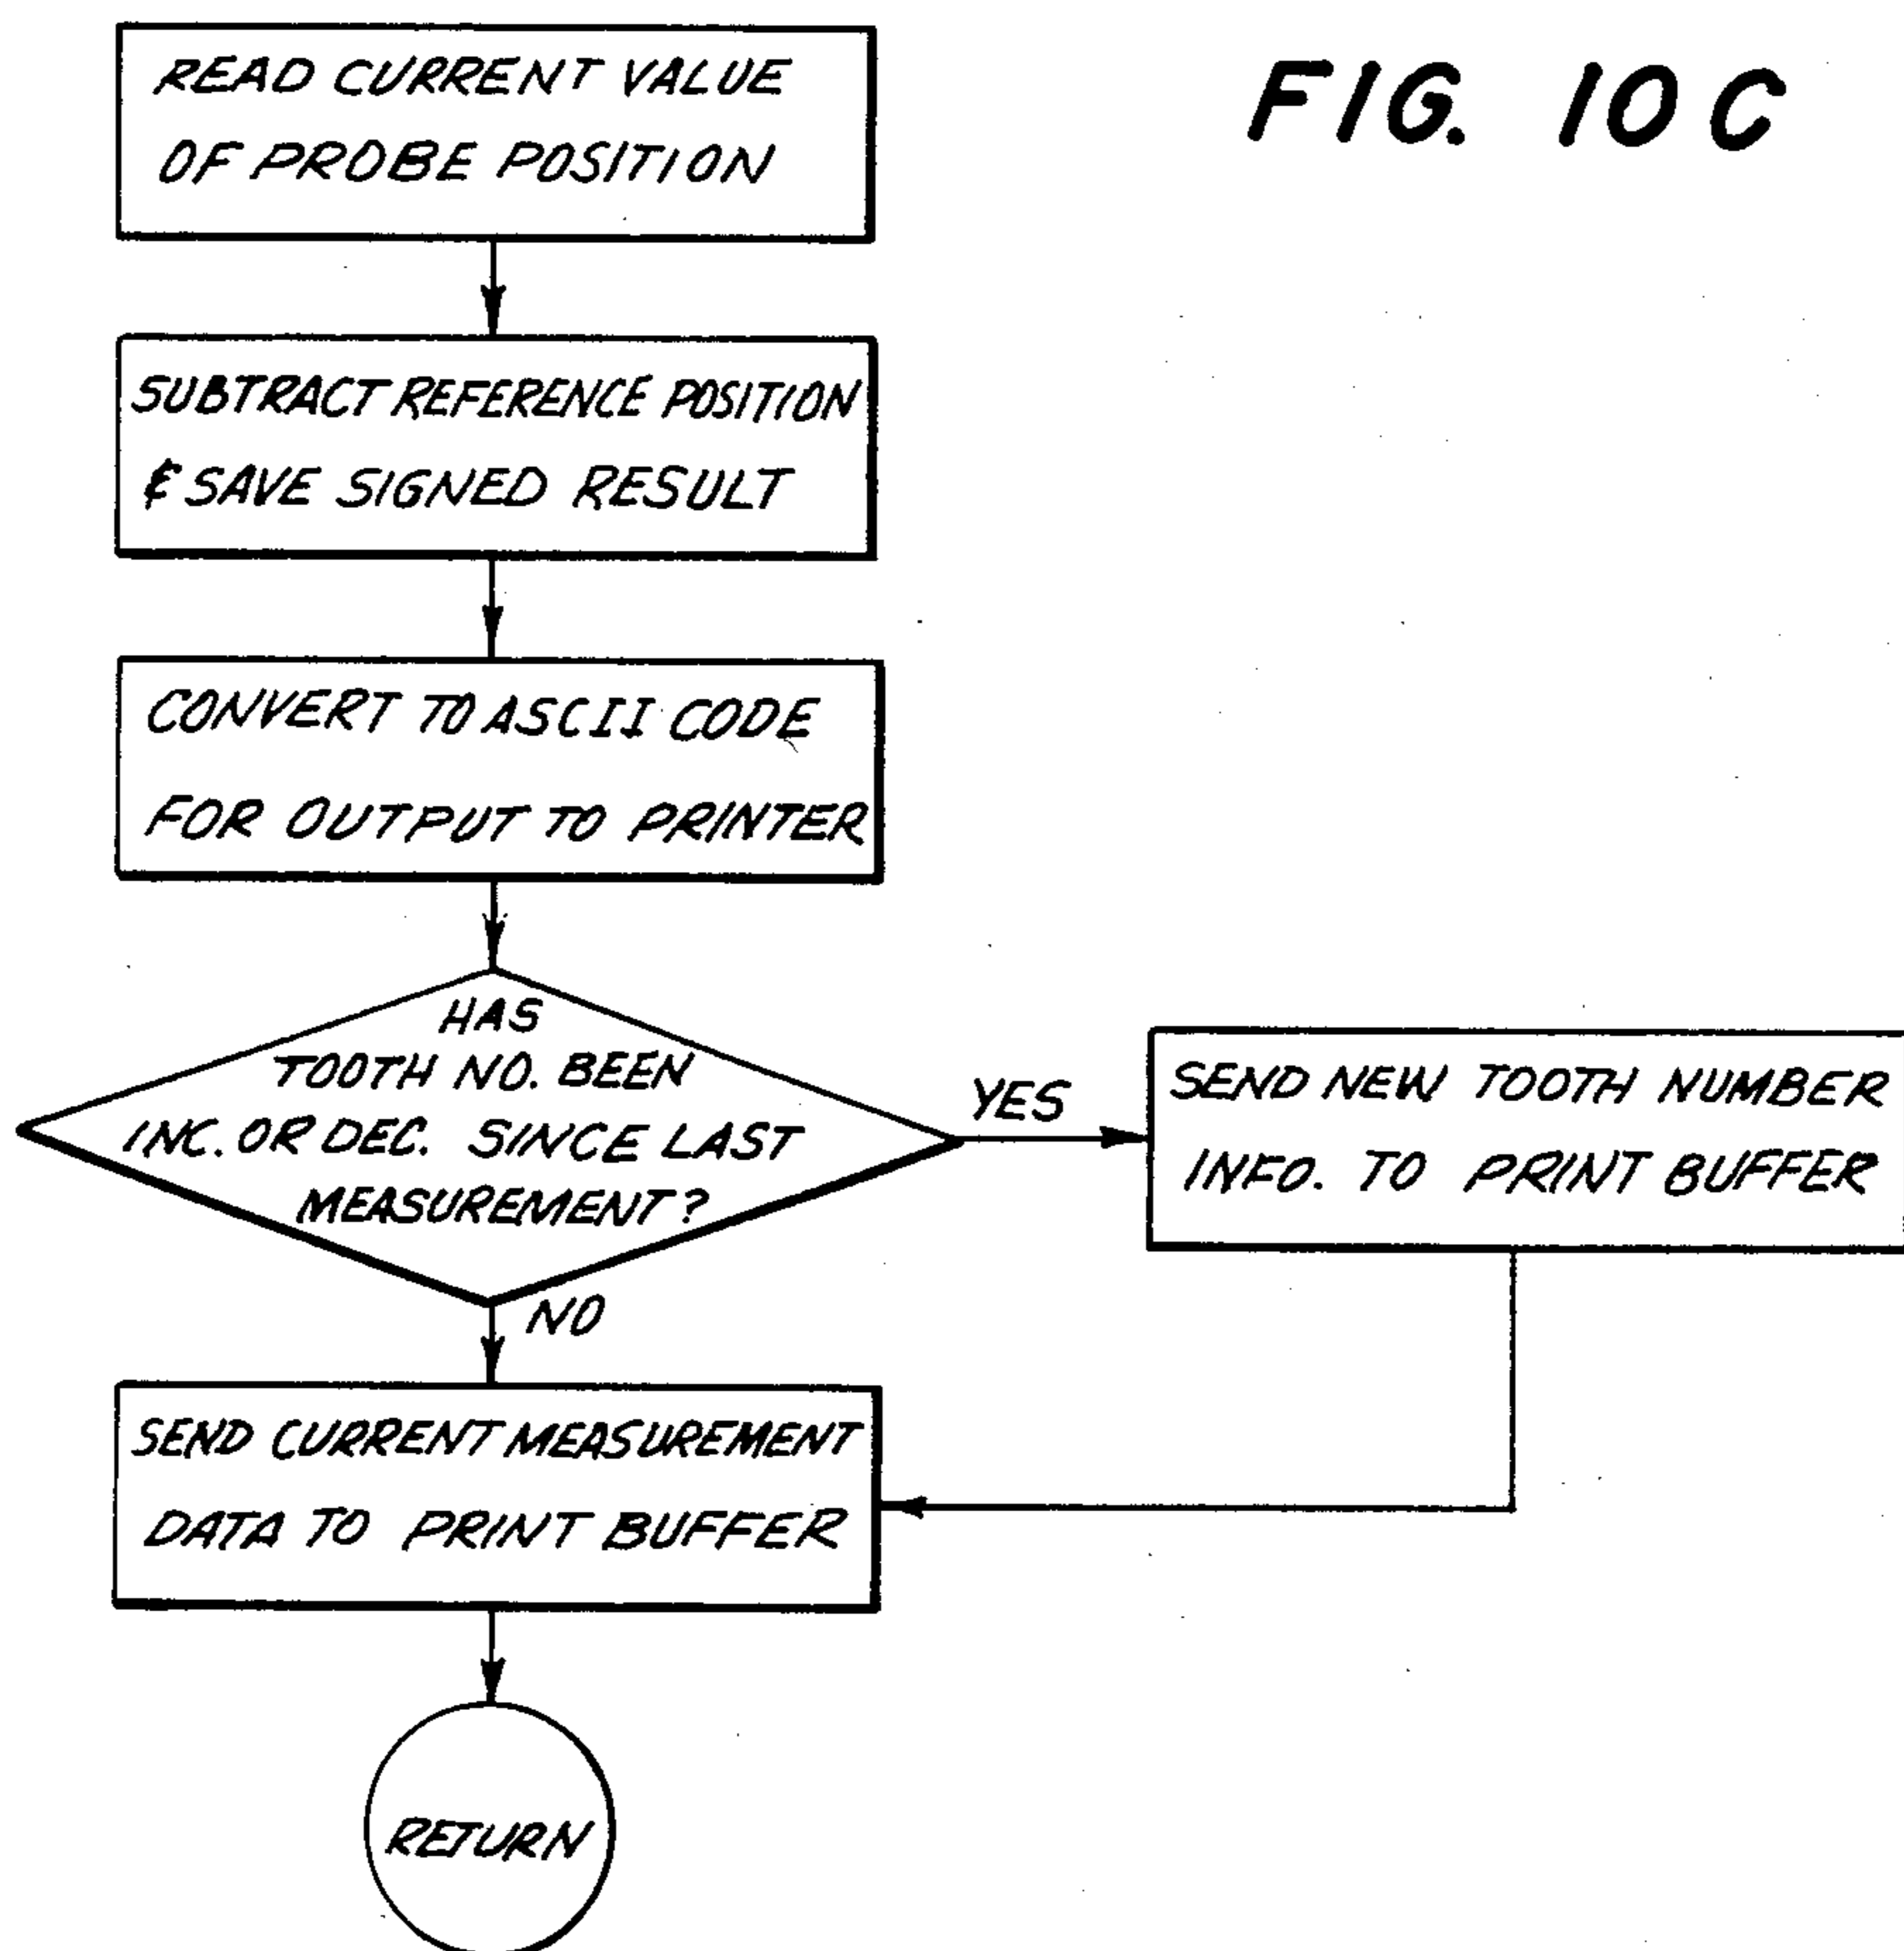 FIG. 10C
READ CURRENT VALUE
OF PROBE POSITION
SUBTRACT REFERENCE POSITION
& SAVE SIGNED RESULT
CONVERT TO ASCII CODE
FOR OUTPUT TO PRINTER
HAS
TOOTH NO. BEEN
INC. OR DEC. SINCE LAST
MEASUREMENT?
YES
SEND NEW TOOTH NUMBER
INFO. TO PRINT BUFFER
NO
SEND CURRENT MEASUREMENT
DATA TO PRINT BUFFER
RETURN